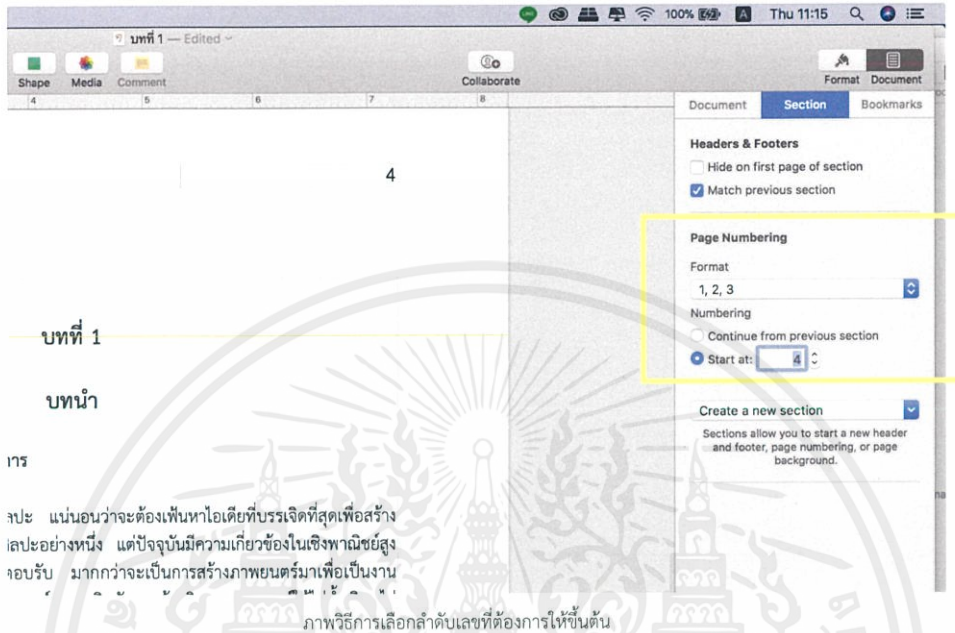 100%
Thu 11:15
บทที่ 1 — Edited
Shape Media Comment
Collaborate
Format Document
4 5 6 7 8
Document Section Bookmarks
Headers & Footers
Hide on first page of section
Match previous section
4
Page Numbering
Format
1, 2, 3
Numbering
Continue from previous section
Start at: 4
บทที่ 1
บทนำ
Create a new section
Sections allow you to start a new header
and footer, page numbering, or page
background.
าร
ลปะ แน่นอนว่าจะต้องเฟ้นหาไอเดียที่บรรเจิดที่สุดเพื่อสร้าง
ศิลปะอย่างหนึ่ง แต่ปัจจุบันมีความเกี่ยวข้องในเชิงพาณิชย์สูง
ตอบรับ มากกว่าจะเป็นการสร้างภาพยนตร์มาเพื่อเป็นงาน
ภาพวิธีการเลือกลำดับเลขที่ต้องการให้ขึ้นต้น